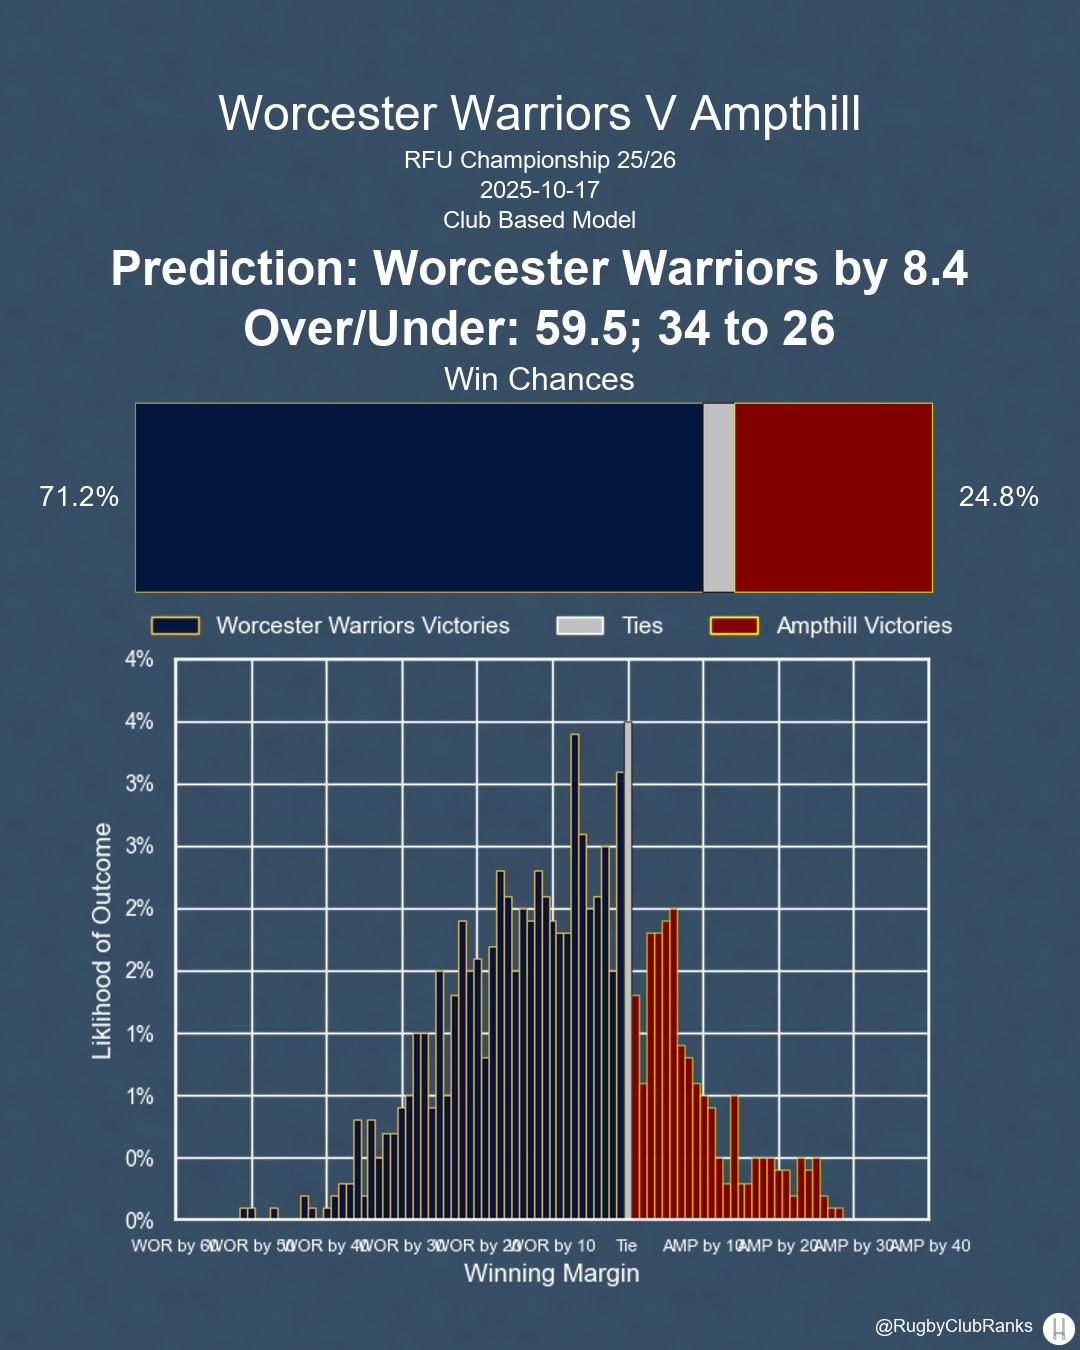 Worcester Warriors V Ampthill
RFU Championship 25/26
2025-10-17
Club Based Model
Prediction: Worcester Warriors by 8.4
Over/Under: 59.5; 34 to 26
Win Chances
71.2%
24.8%
Worcester Warriors Victories
Ties
Ampthill Victories
4%
4%
3%
3%
2%
2%
1%
1%
0%
0%
Liklihood of Outcome
WOR by 60 WOR by 50 WOR by 40 WOR by 30 WOR by 20 WOR by 10 Tie AMP by 10 AMP by 20 AMP by 30 AMP by 40
Winning Margin
@RugbyClubRanks